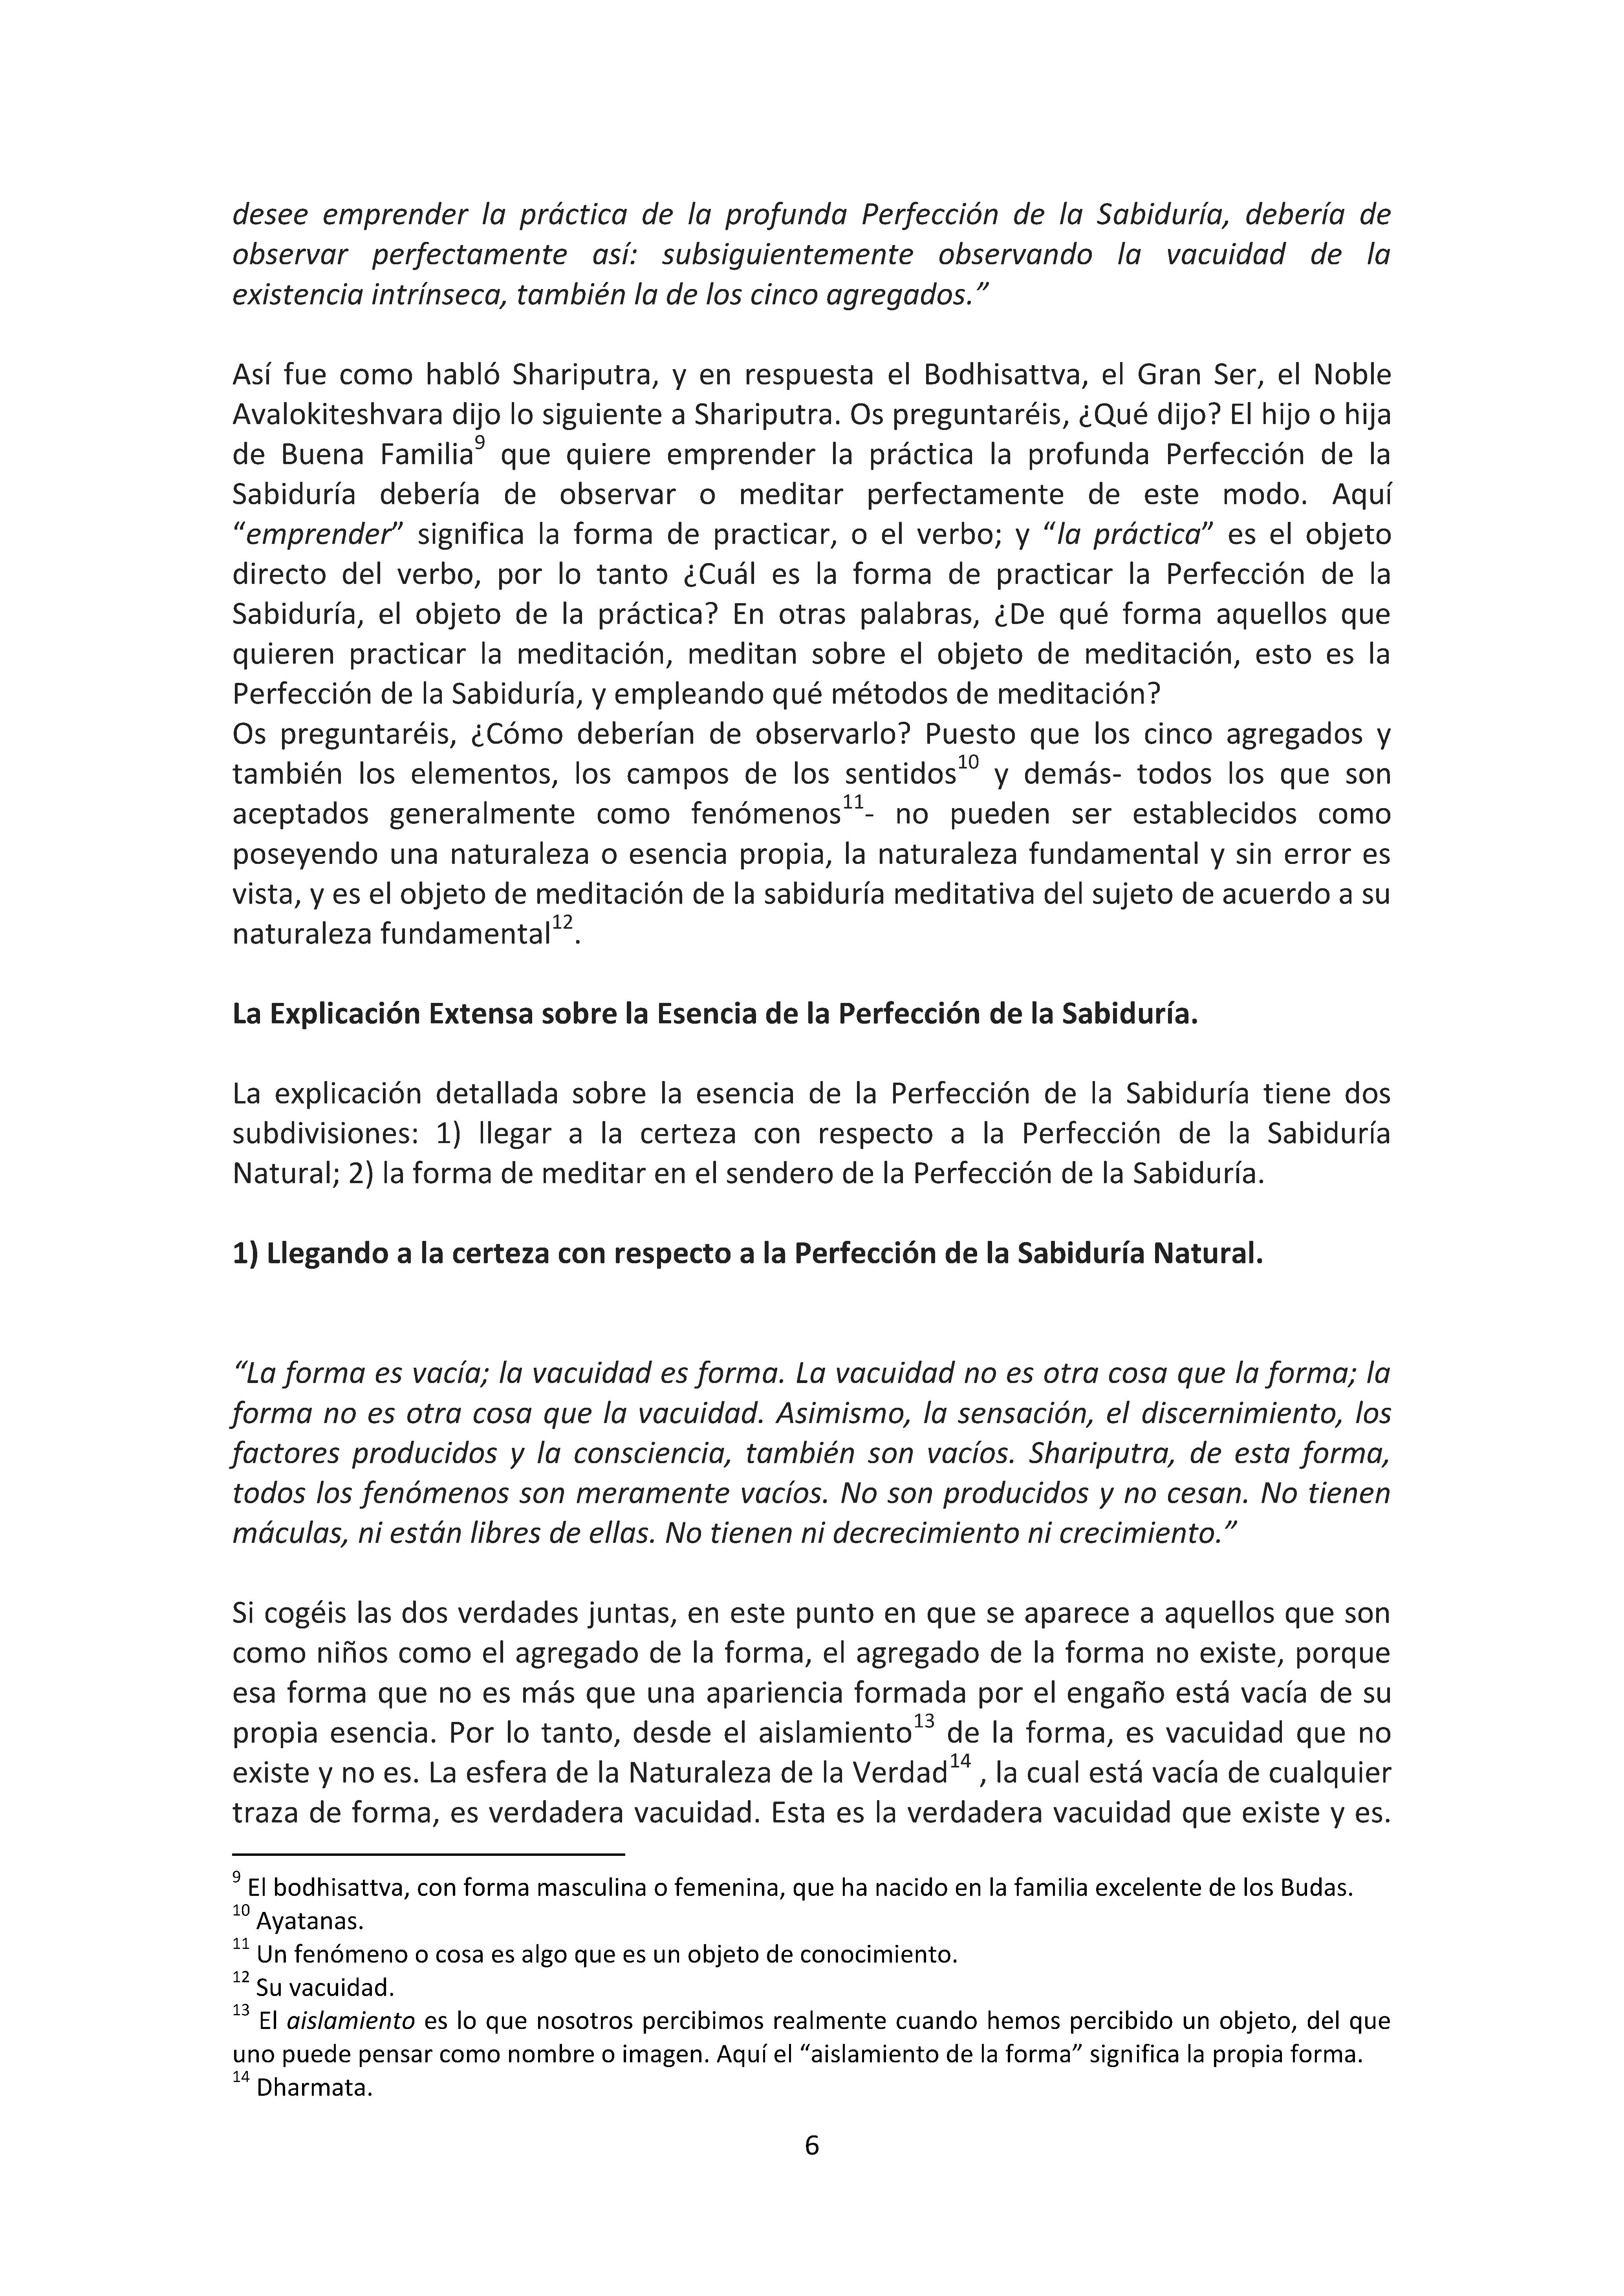 desee emprender la práctica de la profunda Perfección de la Sabiduría, debería de
observar perfectamente así: subsiguientemente observando la vacuidad de la
existencia intrínseca, también la de los cinco agregados.”
Así fue como habló Shariputra, y en respuesta el Bodhisattva, el Gran Ser, el Noble
Avalokiteshvara dijo lo siguiente a Shariputra. Os preguntaréis, ¿Qué dijo? El hijo o hija
de Buena Familia9 que quiere emprender la práctica la profunda Perfección de la
Sabiduría debería de observar o meditar perfectamente de este modo. Aquí
“emprender” significa la forma de practicar, o el verbo; y “la práctica” es el objeto
directo del verbo, por lo tanto ¿Cuál es la forma de practicar la Perfección de la
Sabiduría, el objeto de la práctica? En otras palabras, ¿De qué forma aquellos que
quieren practicar la meditación, meditan sobre el objeto de meditación, esto es la
Perfección de la Sabiduría, y empleando qué métodos de meditación?
Os preguntaréis, ¿Cómo deberían de observarlo? Puesto que los cinco agregados y
también los elementos, los campos de los sentidos10 y demás- todos los que son
aceptados generalmente como fenómenos11- no pueden ser establecidos como
poseyendo una naturaleza o esencia propia, la naturaleza fundamental y sin error es
vista, y es el objeto de meditación de la sabiduría meditativa del sujeto de acuerdo a su
naturaleza fundamental12.
La Explicación Extensa sobre la Esencia de la Perfección de la Sabiduría.
La explicación detallada sobre la esencia de la Perfección de la Sabiduría tiene dos
subdivisiones: 1) llegar a la certeza con respecto a la Perfección de la Sabiduría
Natural; 2) la forma de meditar en el sendero de la Perfección de la Sabiduría.
1) Llegando a la certeza con respecto a la Perfección de la Sabiduría Natural.
“La forma es vacía; la vacuidad es forma. La vacuidad no es otra cosa que la forma; la
forma no es otra cosa que la vacuidad. Asimismo, la sensación, el discernimiento, los
factores producidos y la consciencia, también son vacíos. Shariputra, de esta forma,
todos los fenómenos son meramente vacíos. No son producidos y no cesan. No tienen
máculas, ni están libres de ellas. No tienen ni decrecimiento ni crecimiento.”
Si cogéis las dos verdades juntas, en este punto en que se aparece a aquellos que son
como niños como el agregado de la forma, el agregado de la forma no existe, porque
esa forma que no es más que una apariencia formada por el engaño está vacía de su
propia esencia. Por lo tanto, desde el aislamiento13 de la forma, es vacuidad que no
existe y no es. La esfera de la Naturaleza de la Verdad14 , la cual está vacía de cualquier
traza de forma, es verdadera vacuidad. Esta es la verdadera vacuidad que existe y es.
9 El bodhisattva, con forma masculina o femenina, que ha nacido en la familia excelente de los Budas.
10 Ayatanas.
11 Un fenómeno o cosa es algo que es un objeto de conocimiento.
12 Su vacuidad.
13 El aislamiento es lo que nosotros percibimos realmente cuando hemos percibido un objeto, del que
uno puede pensar como nombre o imagen. Aquí el “aislamiento de la forma” significa la propia forma.
14 Dharmata.
6